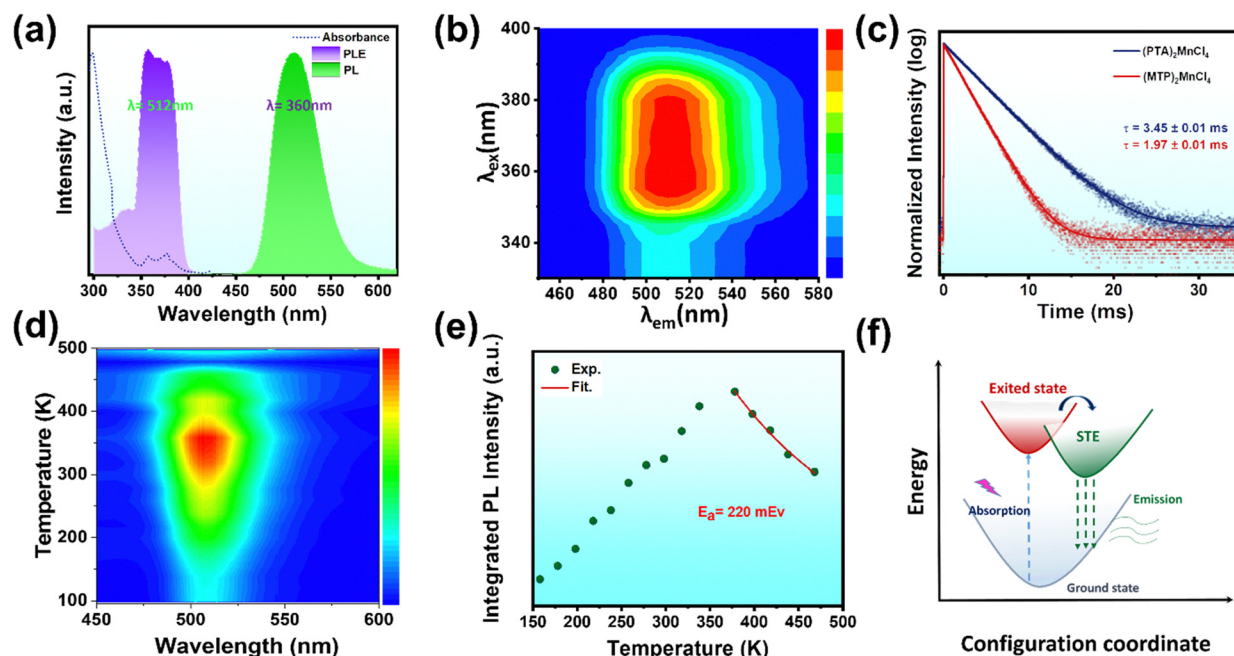 (a)
Absorbance
PLE
PL
λ= 512nm
λ= 360nm
Intensity (a.u.)
300 350 400 450 500 550 600
Wavelength (nm)
(b)
400
380
360
340
λex(nm)
460 480 500 520 540 560 580
λem(nm)
(c)
(PTA)2MnCl4
(MTP)2MnCl4
τ = 3.45 ± 0.01 ms
τ = 1.97 ± 0.01 ms
Normalized Intensity (log)
0 10 20 30
Time (ms)
(d)
500
400
300
200
100
Temperature (K)
450 500 550 600
Wavelength (nm)
(e)
Exp.
Fit.
Ea= 220 mEv
Integrated PL Intensity (a.u.)
150 200 250 300 350 400 450 500
Temperature (K)
(f)
Exited state
STE
Absorption
Emission
Ground state
Energy
Configuration coordinate